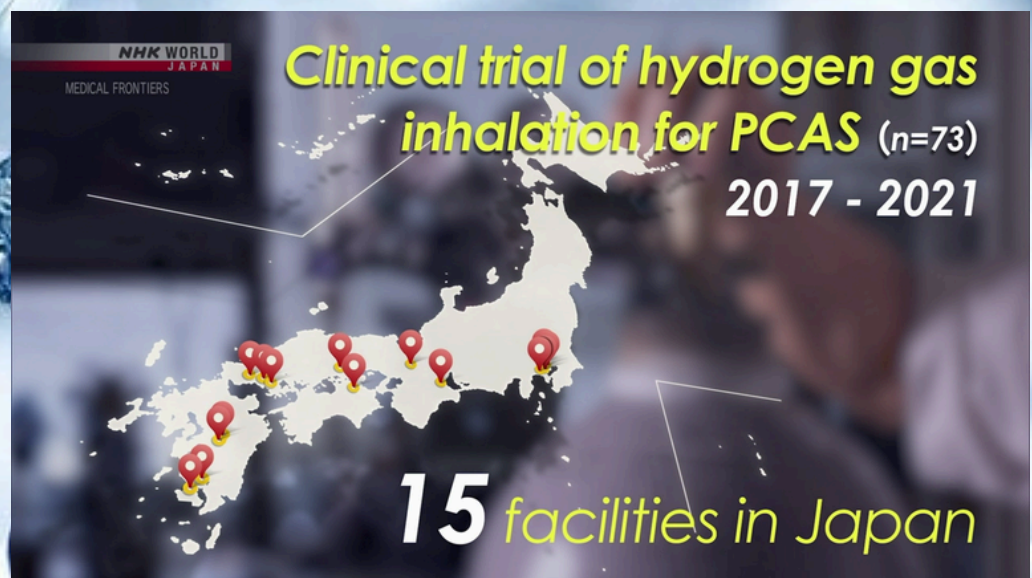 NHK WORLD
JAPAN
MEDICAL FRONTIERS
Clinical trial of hydrogen gas
inhalation for PCAS (n=73)
2017 - 2021
15 facilities in Japan